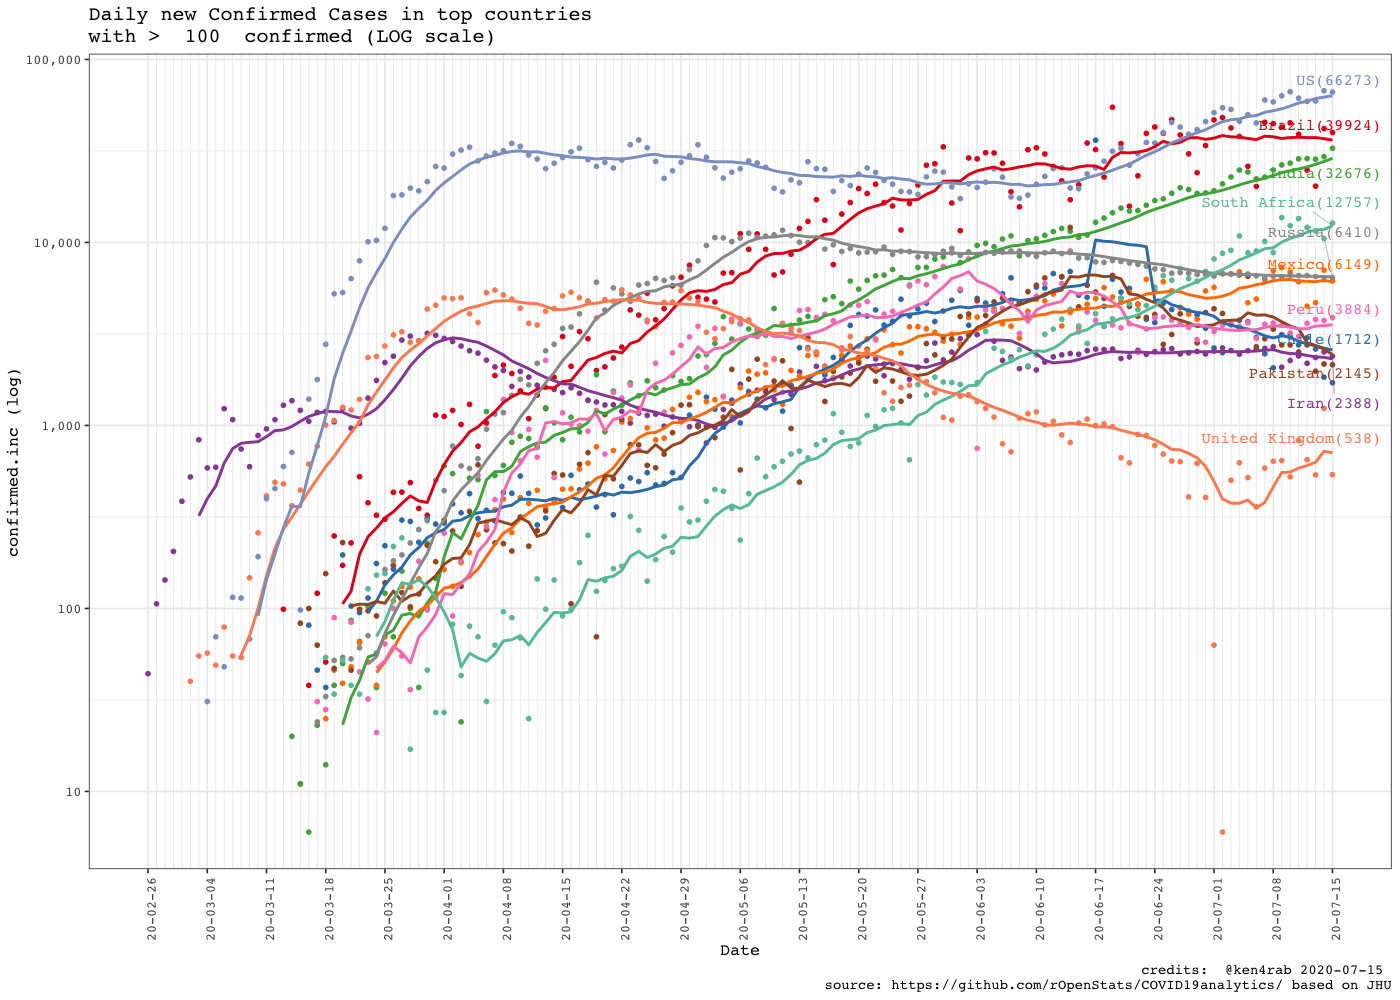 Daily new Confirmed Cases in top countries
with > 100 confirmed (LOG scale)
confirmed.inc (log)
100,000
10,000
1,000
100
10
US(66273)
Brazil(39924)
India(32676)
South Africa(12757)
Russia(6410)
Mexico(6149)
Peru(3884)
Pakistan(2145)
Iran(2388)
United Kingdom(538)
20-02-26
20-03-04
20-03-11
20-03-18
20-03-25
20-04-01
20-04-08
20-04-15
20-04-22
20-04-29
20-05-06
20-05-13
20-05-20
20-05-27
20-06-03
20-06-10
20-06-17
20-06-24
20-07-01
20-07-08
20-07-15
Date
credits: @ken4rab 2020-07-15
source: https://github.com/rOpenStats/COVID19analytics/ based on JHU